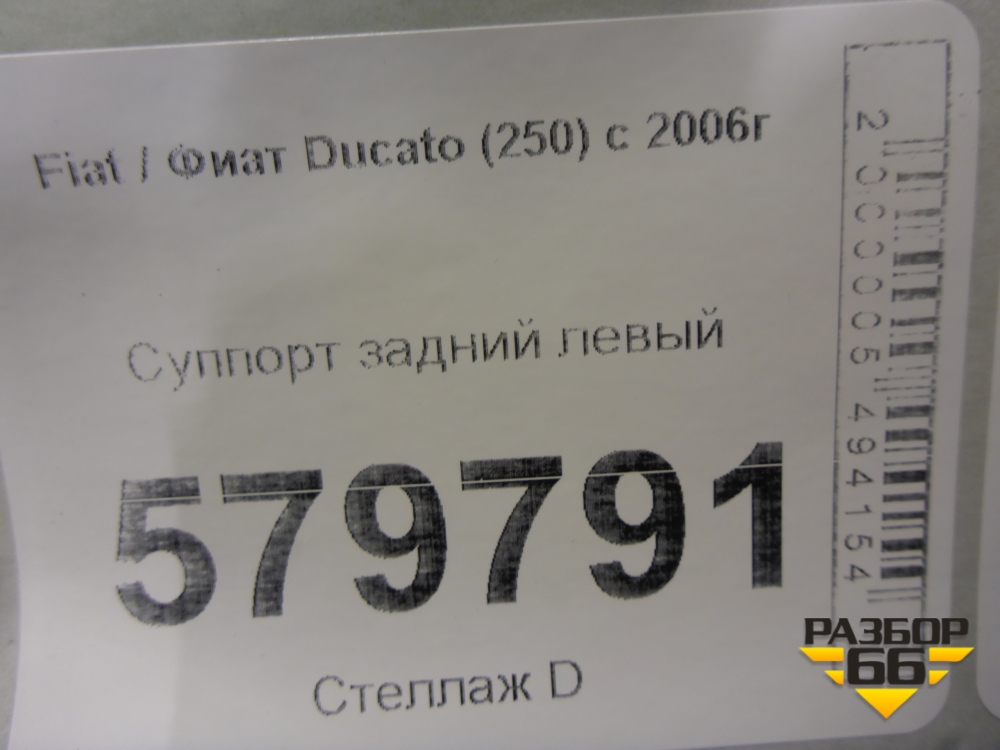 Fiat / Фиат Ducato (250) с 2006г
Суппорт задний левый
579791
Стеллаж D
2000005494154
РАЗБОР
66